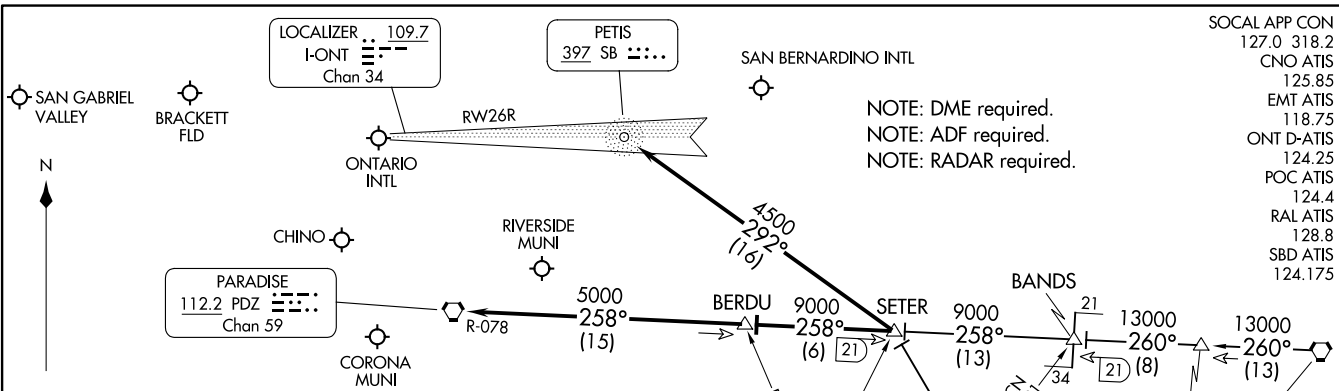 SOCAL APP CON
127.0 318.2
CNO ATIS
125.85
EMT ATIS
118.75
ONT D-ATIS
124.25
POC ATIS
124.4
RAL ATIS
128.8
SBD ATIS
124.175
LOCALIZER 109.7
I-ONT
Chan 34
PETIS
397 SB
SAN BERNARDINO INTL
NOTE: DME required.
NOTE: ADF required.
NOTE: RADAR required.
SAN GABRIEL
VALLEY
BRACKETT
FLD
RW26R
ONTARIO
INTL
N
CHINO
RIVERSIDE
MUNI
4500
292°
(16)
PARADISE
112.2 PDZ
Chan 59
R-078
CORONA
MUNI
5000
258°
(15)
BERDU
9000
258°
(6)
21
SETER
9000
258°
(13)
BANDS
21
34
21
13000
260°
(8)
13000
260°
(13)